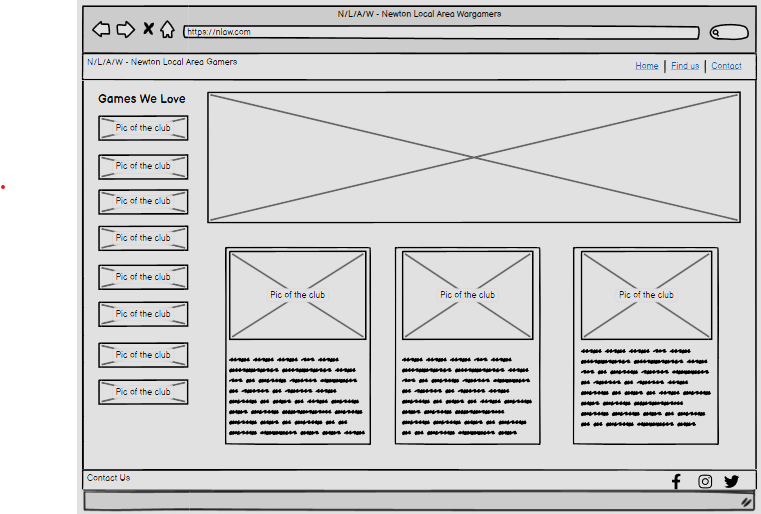 N/L/A/W - Newton Local Area Wargamers
https://nlaw.com
N/L/A/W - Newton Local Area Gamers
Home | Find us | Contact
Games We Love
Pic of the club
Pic of the club
Pic of the club
Pic of the club
Pic of the club
Pic of the club
Pic of the club
Pic of the club
Pic of the club
Pic of the club
Pic of the club
Contact Us